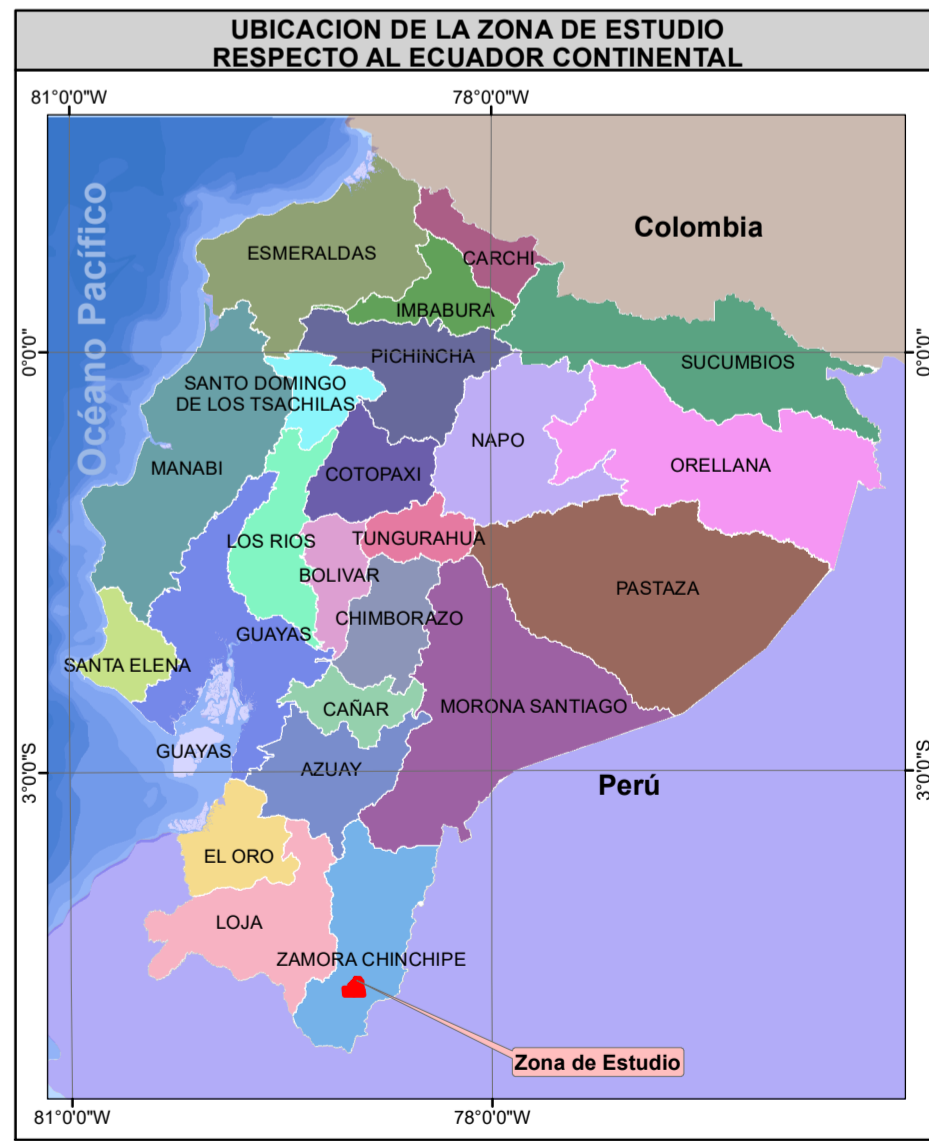 UBICACION DE LA ZONA DE ESTUDIO
RESPECTO AL ECUADOR CONTINENTAL
81°0'0"W
78°0'0"W
Océano Pacífico
Colombia
ESMERALDAS
CARCHI
IMBABURA
0°0'0"
0°0'0"
PICHINCHA
SUCUMBIOS
SANTO DOMINGO
DE LOS TSACHILAS
NAPO
MANABI
COTOPAXI
ORELLANA
LOS RIOS
TUNGURAHUA
BOLIVAR
PASTAZA
CHIMBORAZO
GUAYAS
SANTA ELENA
CAÑAR
MORONA SANTIAGO
GUAYAS
AZUAY
3°0'0"S
3°0'0"S
Perú
EL ORO
LOJA
ZAMORA CHINCHIPE
Zona de Estudio
81°0'0"W
78°0'0"W